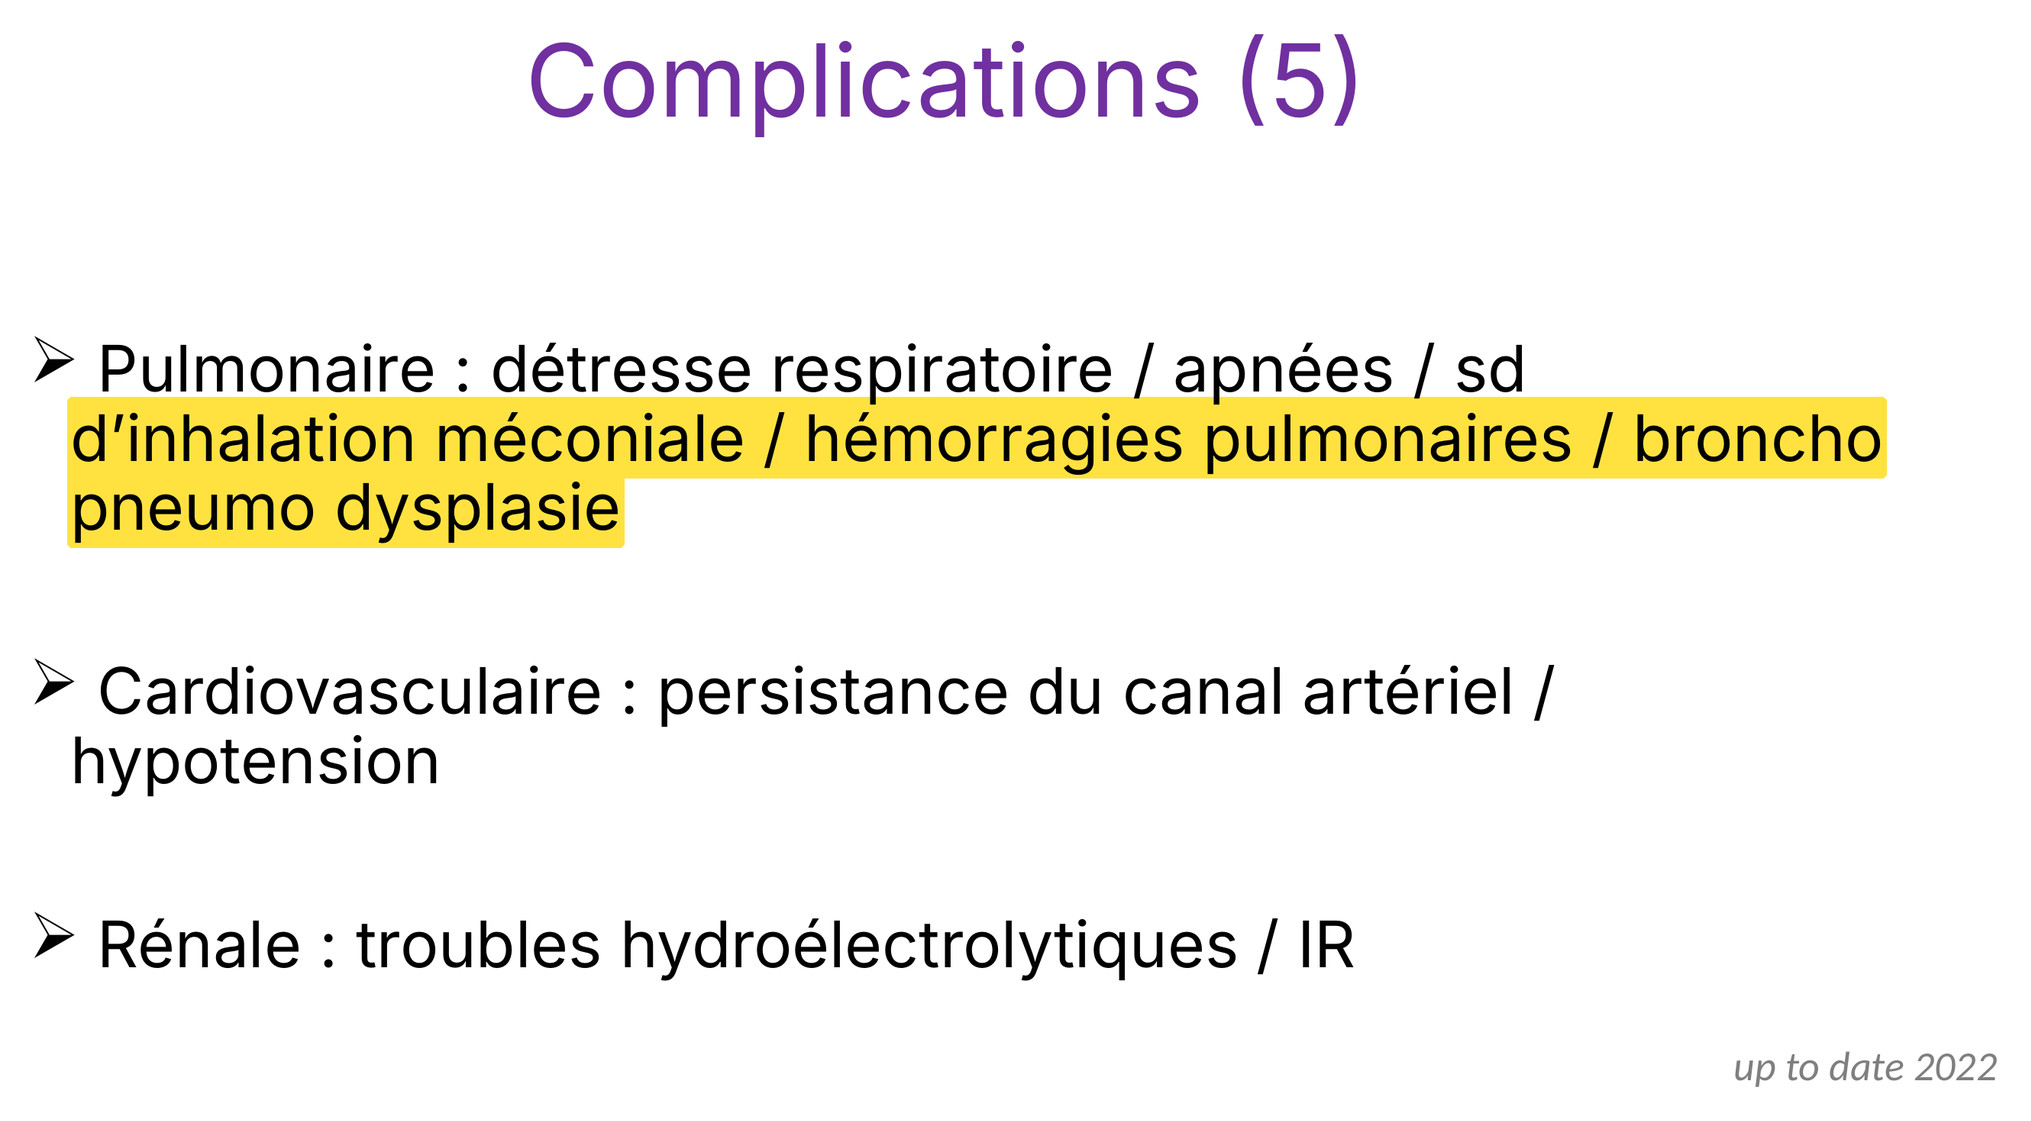 Complications (5)
➢ Pulmonaire : détresse respiratoire / apnées / sd
d’inhalation méconiale / hémorragies pulmonaires / broncho
pneumo dysplasie
➢ Cardiovasculaire : persistance du canal artériel /
hypotension
➢ Rénale : troubles hydroélectrolytiques / IR
up to date 2022